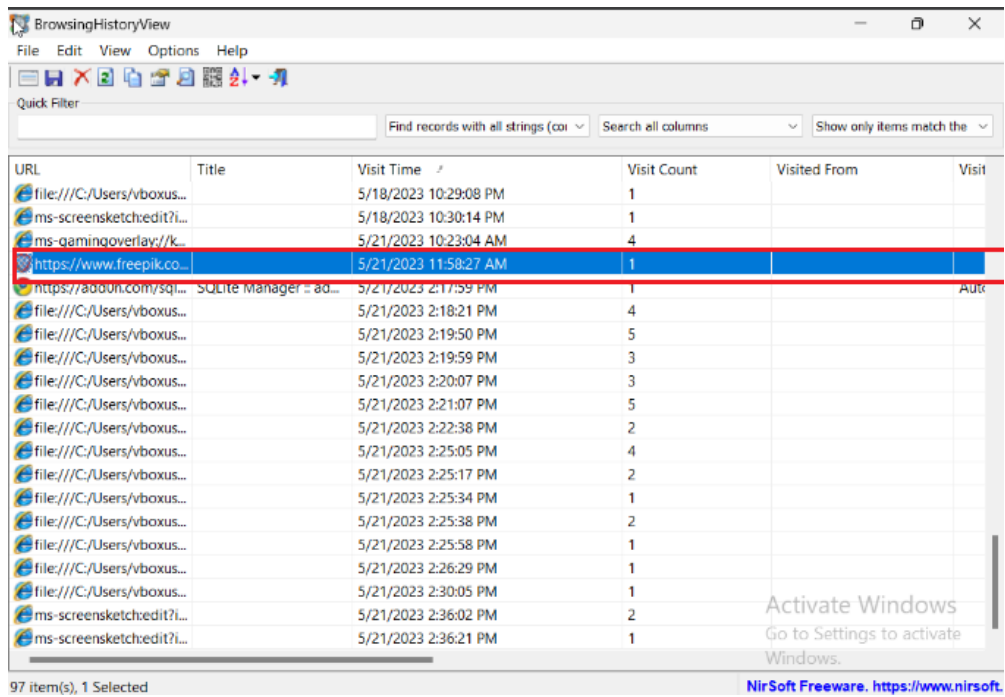 BrowsingHistoryView
File Edit View Options Help
Quick Filter
Find records with all strings (coı Search all columns Show only items match the
URL Title Visit Time Visit Count Visited From Visit
file:///C:/Users/vboxus... 5/18/2023 10:29:08 PM 1
ms-screensketch:edit?i... 5/18/2023 10:30:14 PM 1
ms-gamingoverlay://k... 5/21/2023 10:23:04 AM 4
https://www.freepik.co... 5/21/2023 11:58:27 AM 1
https://add0n.com/sql... SQLite Manager :: ad... 5/21/2023 2:17:59 PM 1 Auto
file:///C:/Users/vboxus... 5/21/2023 2:18:21 PM 4
file:///C:/Users/vboxus... 5/21/2023 2:19:50 PM 5
file:///C:/Users/vboxus... 5/21/2023 2:19:59 PM 3
file:///C:/Users/vboxus... 5/21/2023 2:20:07 PM 3
file:///C:/Users/vboxus... 5/21/2023 2:21:07 PM 5
file:///C:/Users/vboxus... 5/21/2023 2:22:38 PM 2
file:///C:/Users/vboxus... 5/21/2023 2:25:05 PM 4
file:///C:/Users/vboxus... 5/21/2023 2:25:17 PM 2
file:///C:/Users/vboxus... 5/21/2023 2:25:34 PM 1
file:///C:/Users/vboxus... 5/21/2023 2:25:38 PM 2
file:///C:/Users/vboxus... 5/21/2023 2:25:58 PM 1
file:///C:/Users/vboxus... 5/21/2023 2:26:29 PM 1
file:///C:/Users/vboxus... 5/21/2023 2:30:05 PM 1
ms-screensketch:edit?i... 5/21/2023 2:36:02 PM 2
ms-screensketch:edit?i... 5/21/2023 2:36:21 PM 1
Activate Windows
Go to Settings to activate
Windows.
97 item(s), 1 Selected NirSoft Freeware. https://www.nirsoft.